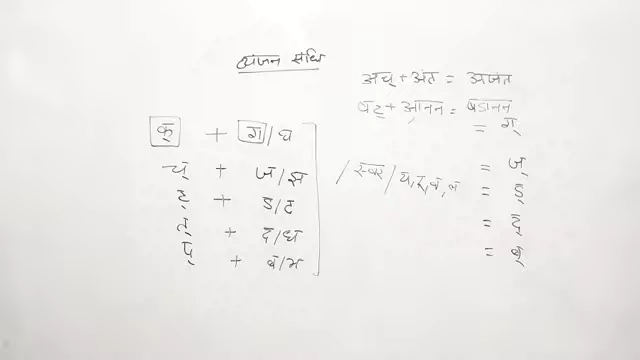 व्यंजन संधि
अच् + अंत = अजंत
षट् + आनन = षडानन
क् + ग/घ = ग्
च् + ज/झ = ज्
/ स्वर / य, र, व, ल
ट् + ड/ढ = ड्
त् + द/ध = द्
प् + ब/भ = ब्